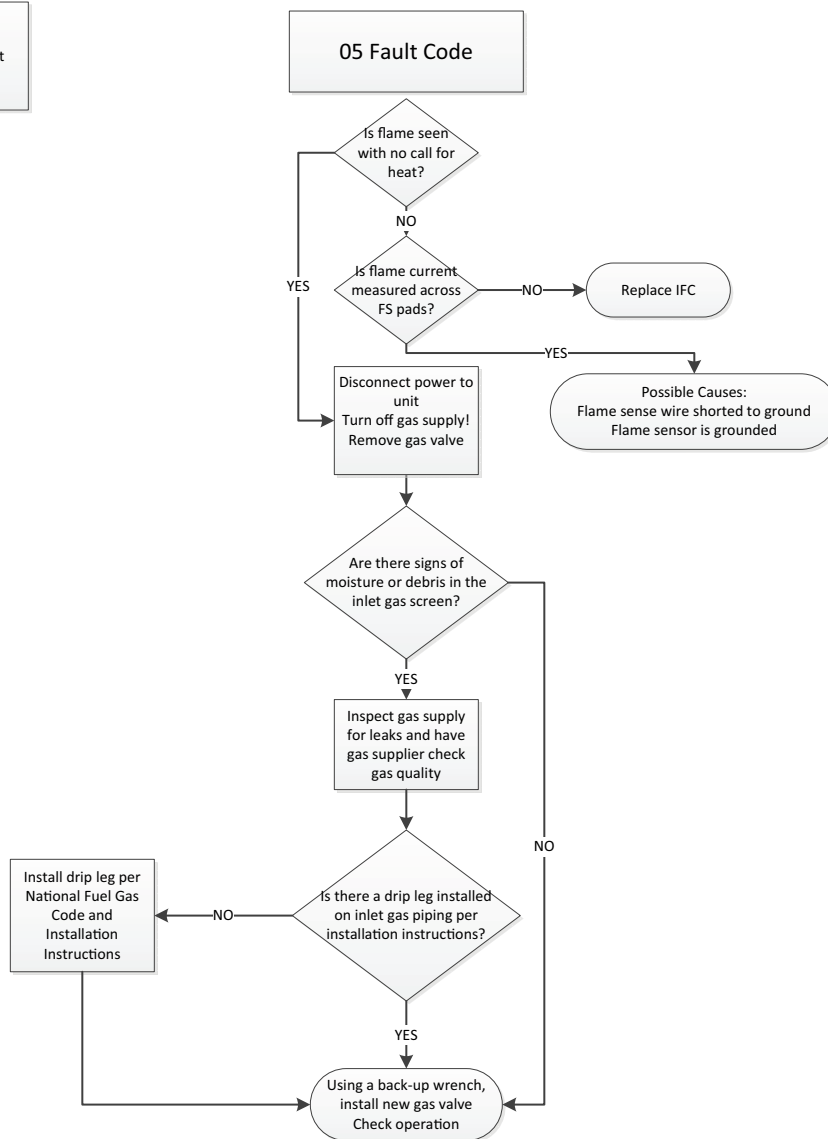 t
05 Fault Code
Is flame seen
with no call for
heat?
NO
YES
Is flame current
measured across
FS pads?
NO
Replace IFC
YES
Disconnect power to
unit
Turn off gas supply!
Remove gas valve
Possible Causes:
Flame sense wire shorted to ground
Flame sensor is grounded
Are there signs of
moisture or debris in the
inlet gas screen?
YES
Inspect gas supply
for leaks and have
gas supplier check
gas quality
NO
Is there a drip leg installed
on inlet gas piping per
installation instructions?
NO
Install drip leg per
National Fuel Gas
Code and
Installation
Instructions
YES
Using a back-up wrench,
install new gas valve
Check operation